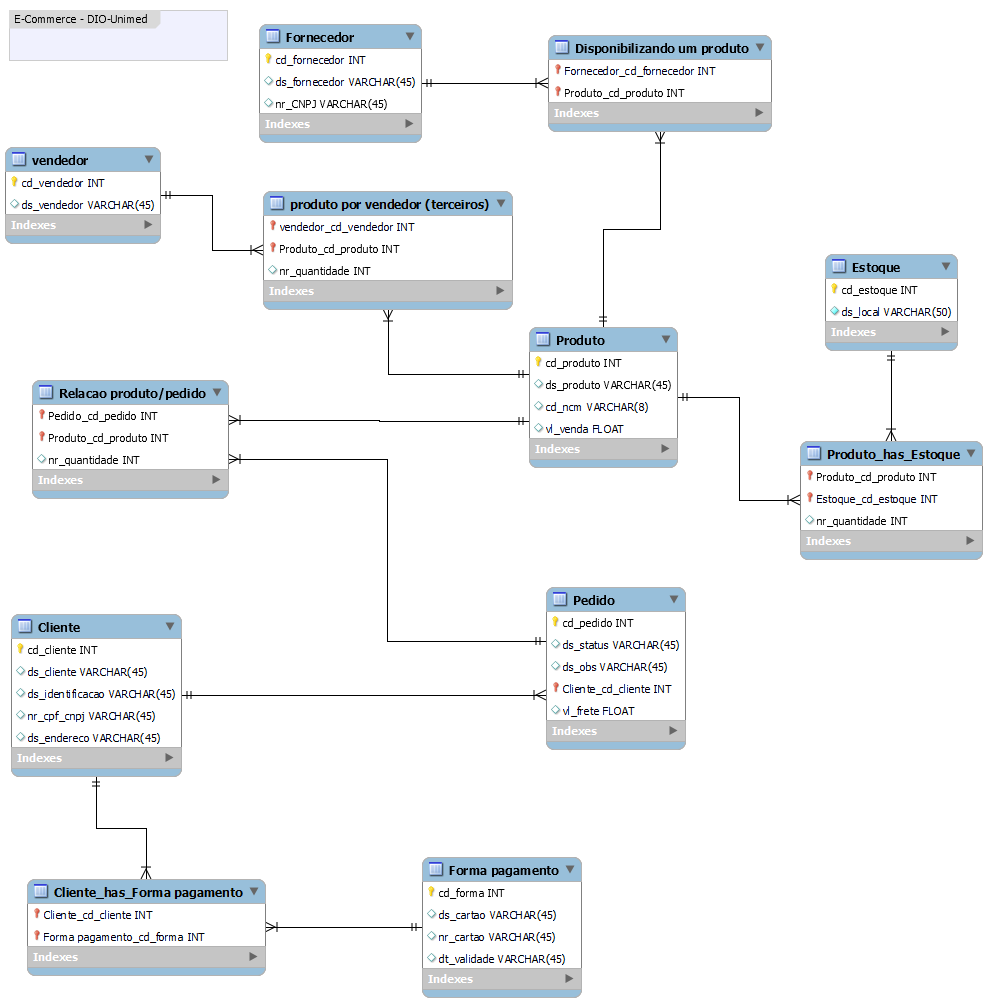 E-Commerce - DIO-Unimed
Fornecedor
cd_fornecedor INT
ds_fornecedor VARCHAR(45)
nr_CNPJ VARCHAR(45)
Indexes
Disponibilizando um produto
Fornecedor_cd_fornecedor INT
Produto_cd_produto INT
Indexes
vendedor
cd_vendedor INT
ds_vendedor VARCHAR(45)
Indexes
produto por vendedor (terceiros)
vendedor_cd_vendedor INT
Produto_cd_produto INT
nr_quantidade INT
Indexes
Estoque
cd_estoque INT
ds_local VARCHAR(50)
Indexes
Produto
cd_produto INT
ds_produto VARCHAR(45)
cd_ncm VARCHAR(8)
vl_venda FLOAT
Indexes
Relacao produto/pedido
Pedido_cd_pedido INT
Produto_cd_produto INT
nr_quantidade INT
Indexes
Produto_has_Estoque
Produto_cd_produto INT
Estoque_cd_estoque INT
nr_quantidade INT
Indexes
Pedido
cd_pedido INT
ds_status VARCHAR(45)
ds_obs VARCHAR(45)
Cliente_cd_cliente INT
vl_frete FLOAT
Indexes
Cliente
cd_cliente INT
ds_cliente VARCHAR(45)
ds_identificacao VARCHAR(45)
nr_cpf_cnpj VARCHAR(45)
ds_endereco VARCHAR(45)
Indexes
Cliente_has_Forma pagamento
Cliente_cd_cliente INT
Forma pagamento_cd_forma INT
Indexes
Forma pagamento
cd_forma INT
ds_cartao VARCHAR(45)
nr_cartao VARCHAR(45)
dt_validade VARCHAR(45)
Indexes